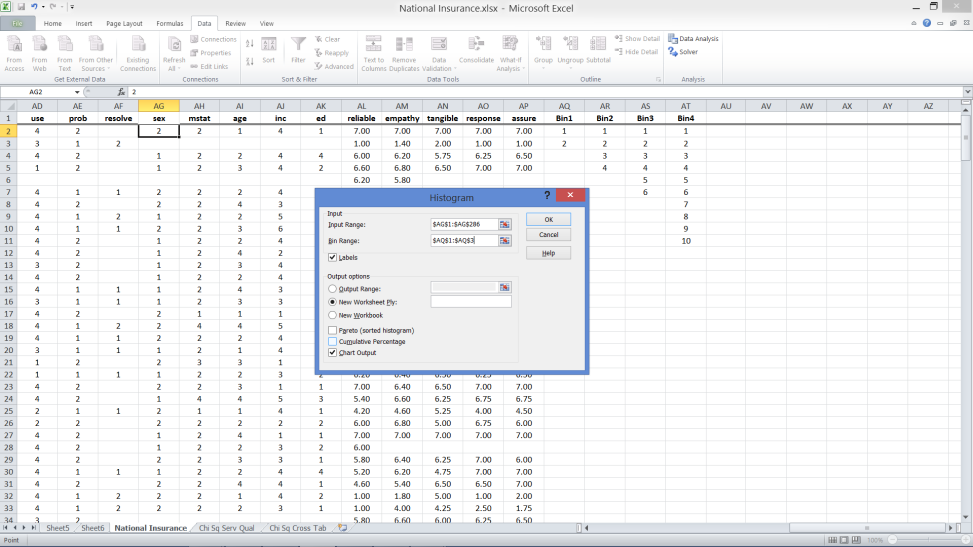 National Insurance.xlsx - Microsoft Excel
File Home Insert Page Layout Formulas Data Review View
From Access From Web From Text From Other Sources Existing Connections Refresh All Connections Properties Edit Links Sort Filter Clear Reapply Advanced Text to Columns Remove Duplicates Data Validation Consolidate What-If Analysis Group Ungroup Subtotal Show Detail Hide Detail Data Analysis Solver
Get External Data Connections Sort & Filter Data Tools Outline Analysis
AG2 fx 2
AD AE AF AG AH AI AJ AK AL AM AN AO AP AQ AR AS AT AU AV AW AX AY AZ
1 use prob resolve sex mstat age inc ed reliable empathy tangible response assure Bin1 Bin2 Bin3 Bin4
2 4 2 2 2 1 4 1 7.00 7.00 7.00 7.00 7.00 1 1 1 1
3 3 1 2 1.00 1.40 2.00 1.00 1.00 2 2 2 2
4 4 2 1 2 2 4 4 6.00 6.20 5.75 6.25 6.50 3 3 3
5 1 2 1 2 3 4 2 6.60 6.80 6.50 7.00 7.00 4 4 4
6 6.20 5.80 5 5
7 4 1 1 2 2 2 4 6 6
8 4 2 2 2 4 3 7
9 4 1 2 1 2 2 5 8
10 4 1 1 2 2 3 6 9
11 4 2 1 2 2 4 10
12 4 2 1 2 4 2
13 3 2 1 2 3 4
14 4 2 1 2 2 4
15 4 1 1 1 2 4 3
16 3 1 1 1 2 3 3
17 4 2 2 1 1 1
18 4 1 2 2 4 4 5
19 4 1 1 2 2 2 4
20 3 1 1 1 2 1 4
21 1 2 2 3 3 1
22 1 1 1 1 2 2 3 2 6.20 6.40 6.50 6.25 6.50
23 4 2 2 2 3 1 1 7.00 6.40 6.50 7.00 7.00
24 4 1 2 4 4 5 3 5.40 6.60 6.25 6.75 6.75
25 2 1 1 2 1 1 4 1 4.20 4.60 5.25 4.00 4.50
26 4 2 1 2 2 2 2 6.00 6.80 5.00 6.75 6.00
27 4 2 1 2 4 1 1 7.00 7.00 7.00 7.00 7.00
28 2 1 2 2 3 2 6.00
29 4 2 1 2 3 3 1 5.80 6.40 6.25 7.00 6.00
30 4 1 1 2 2 4 4 5.20 6.20 4.75 7.00 7.00
31 4 2 2 2 4 4 1 4.60 5.40 6.50 6.50 7.00
32 4 1 2 2 2 1 4 2 1.00 1.80 5.00 1.00 2.00
33 4 1 2 2 2 2 3 1 1.00 4.00 4.25 2.50 1.75
34 3 2 5.80 6.60 6.00 6.25 6.50
Histogram ?
Input
Input Range: $AG$1:$AG$286 OK
Bin Range: $AQ$1:$AQ$3 Cancel
Labels Help
Output options
Output Range:
New Worksheet Ply:
New Workbook
Pareto (sorted histogram)
Cumulative Percentage
Chart Output
Sheet5 Sheet6 National Insurance Chi Sq Serv Qual Chi Sq Cross Tab
Point 100%